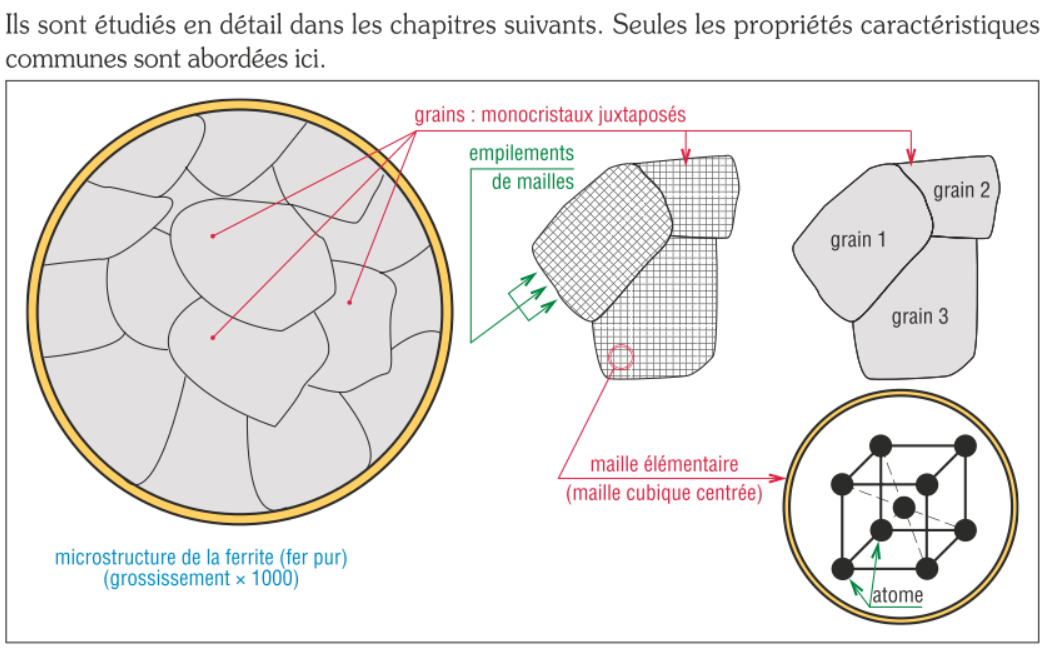 Ils sont étudiés en détail dans les chapitres suivants. Seules les propriétés caractéristiques
communes sont abordées ici.
grains : monocristaux juxtaposés
empilements
de mailles
grain 1
grain 2
grain 3
maille élémentaire
(maille cubique centrée)
atome
microstructure de la ferrite (fer pur)
(grossissement × 1000)